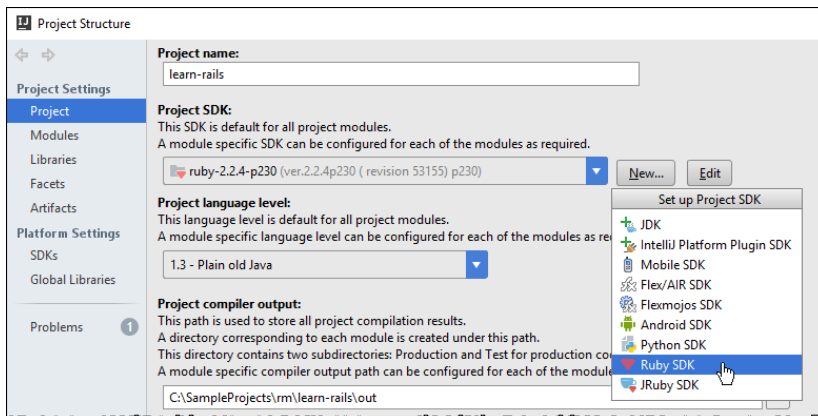 Project Structure
Project name:
learn-rails
Project Settings
Project
Modules
Libraries
Facets
Artifacts
Platform Settings
SDKs
Global Libraries
Problems
1
Project SDK:
This SDK is default for all project modules.
A module specific SDK can be configured for each of the modules as required.
ruby-2.2.4-p230 (ver.2.2.4p230 ( revision 53155) p230)
New...
Edit
Set up Project SDK
JDK
IntelliJ Platform Plugin SDK
Mobile SDK
Flex/AIR SDK
Flexmojos SDK
Android SDK
Python SDK
Ruby SDK
JRuby SDK
Project language level:
This language level is default for all project modules.
A module specific language level can be configured for each of the modules as
1.3 - Plain old Java
Project compiler output:
This path is used to store all project compilation results.
A directory corresponding to each module is created under this path.
This directory contains two subdirectories: Production and Test for production
A module specific compiler output path can be configured for each of the
C:\SampleProjects\rm\learn-rails\out